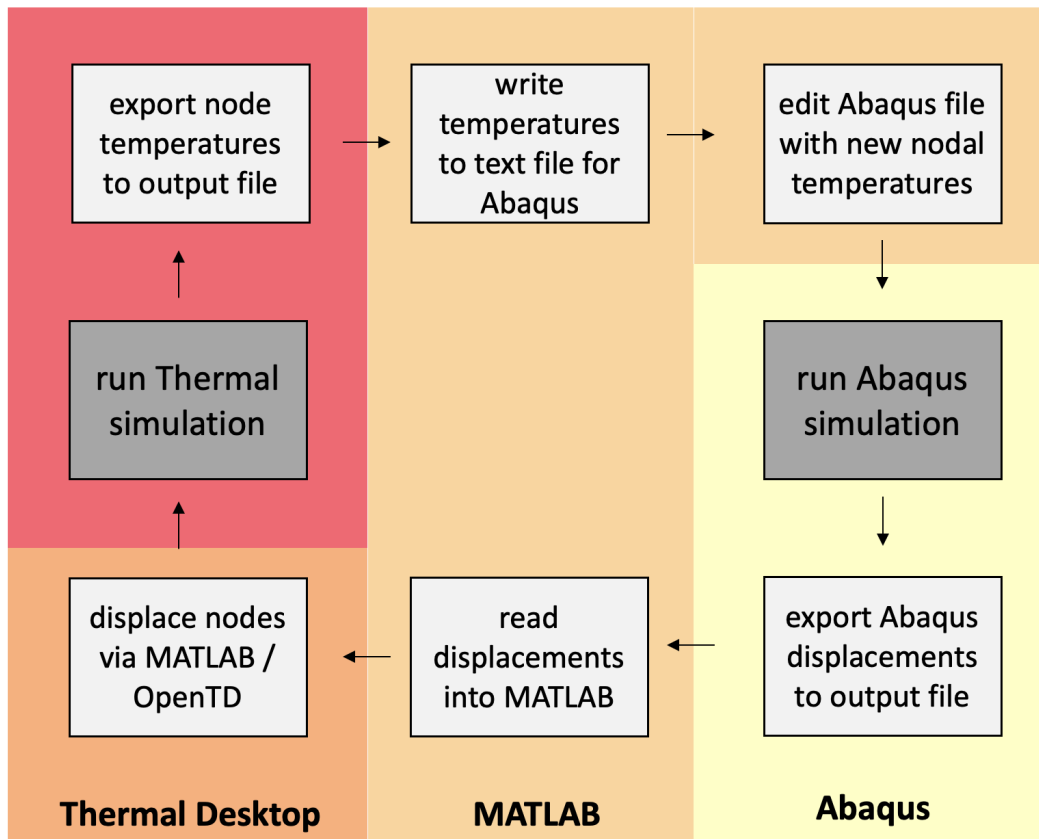 export node
temperatures
to output file
write
temperatures
to text file for
Abaqus
edit Abaqus file
with new nodal
temperatures
run Thermal
simulation
run Abaqus
simulation
displace nodes
via MATLAB /
OpenTD
read
displacements
into MATLAB
export Abaqus
displacements
to output file
Thermal Desktop
MATLAB
Abaqus